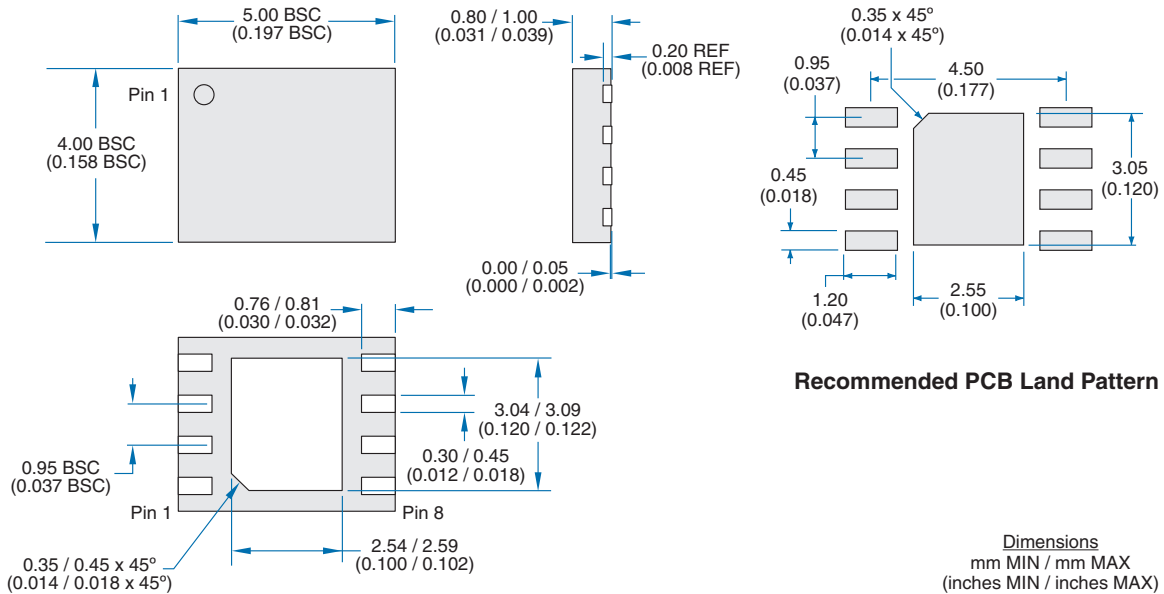 5.00 BSC
(0.197 BSC)
Pin 1
4.00 BSC
(0.158 BSC)
0.80 / 1.00
(0.031 / 0.039)
0.20 REF
(0.008 REF)
0.00 / 0.05
(0.000 / 0.002)
0.35 x 45º
(0.014 x 45º)
0.95
(0.037)
4.50
(0.177)
0.45
(0.018)
3.05
(0.120)
1.20
(0.047)
2.55
(0.100)
Recommended PCB Land Pattern
0.76 / 0.81
(0.030 / 0.032)
3.04 / 3.09
(0.120 / 0.122)
0.30 / 0.45
(0.012 / 0.018)
0.95 BSC
(0.037 BSC)
Pin 1
Pin 8
0.35 / 0.45 x 45º
(0.014 / 0.018 x 45º)
2.54 / 2.59
(0.100 / 0.102)
Dimensions
mm MIN / mm MAX
(inches MIN / inches MAX)